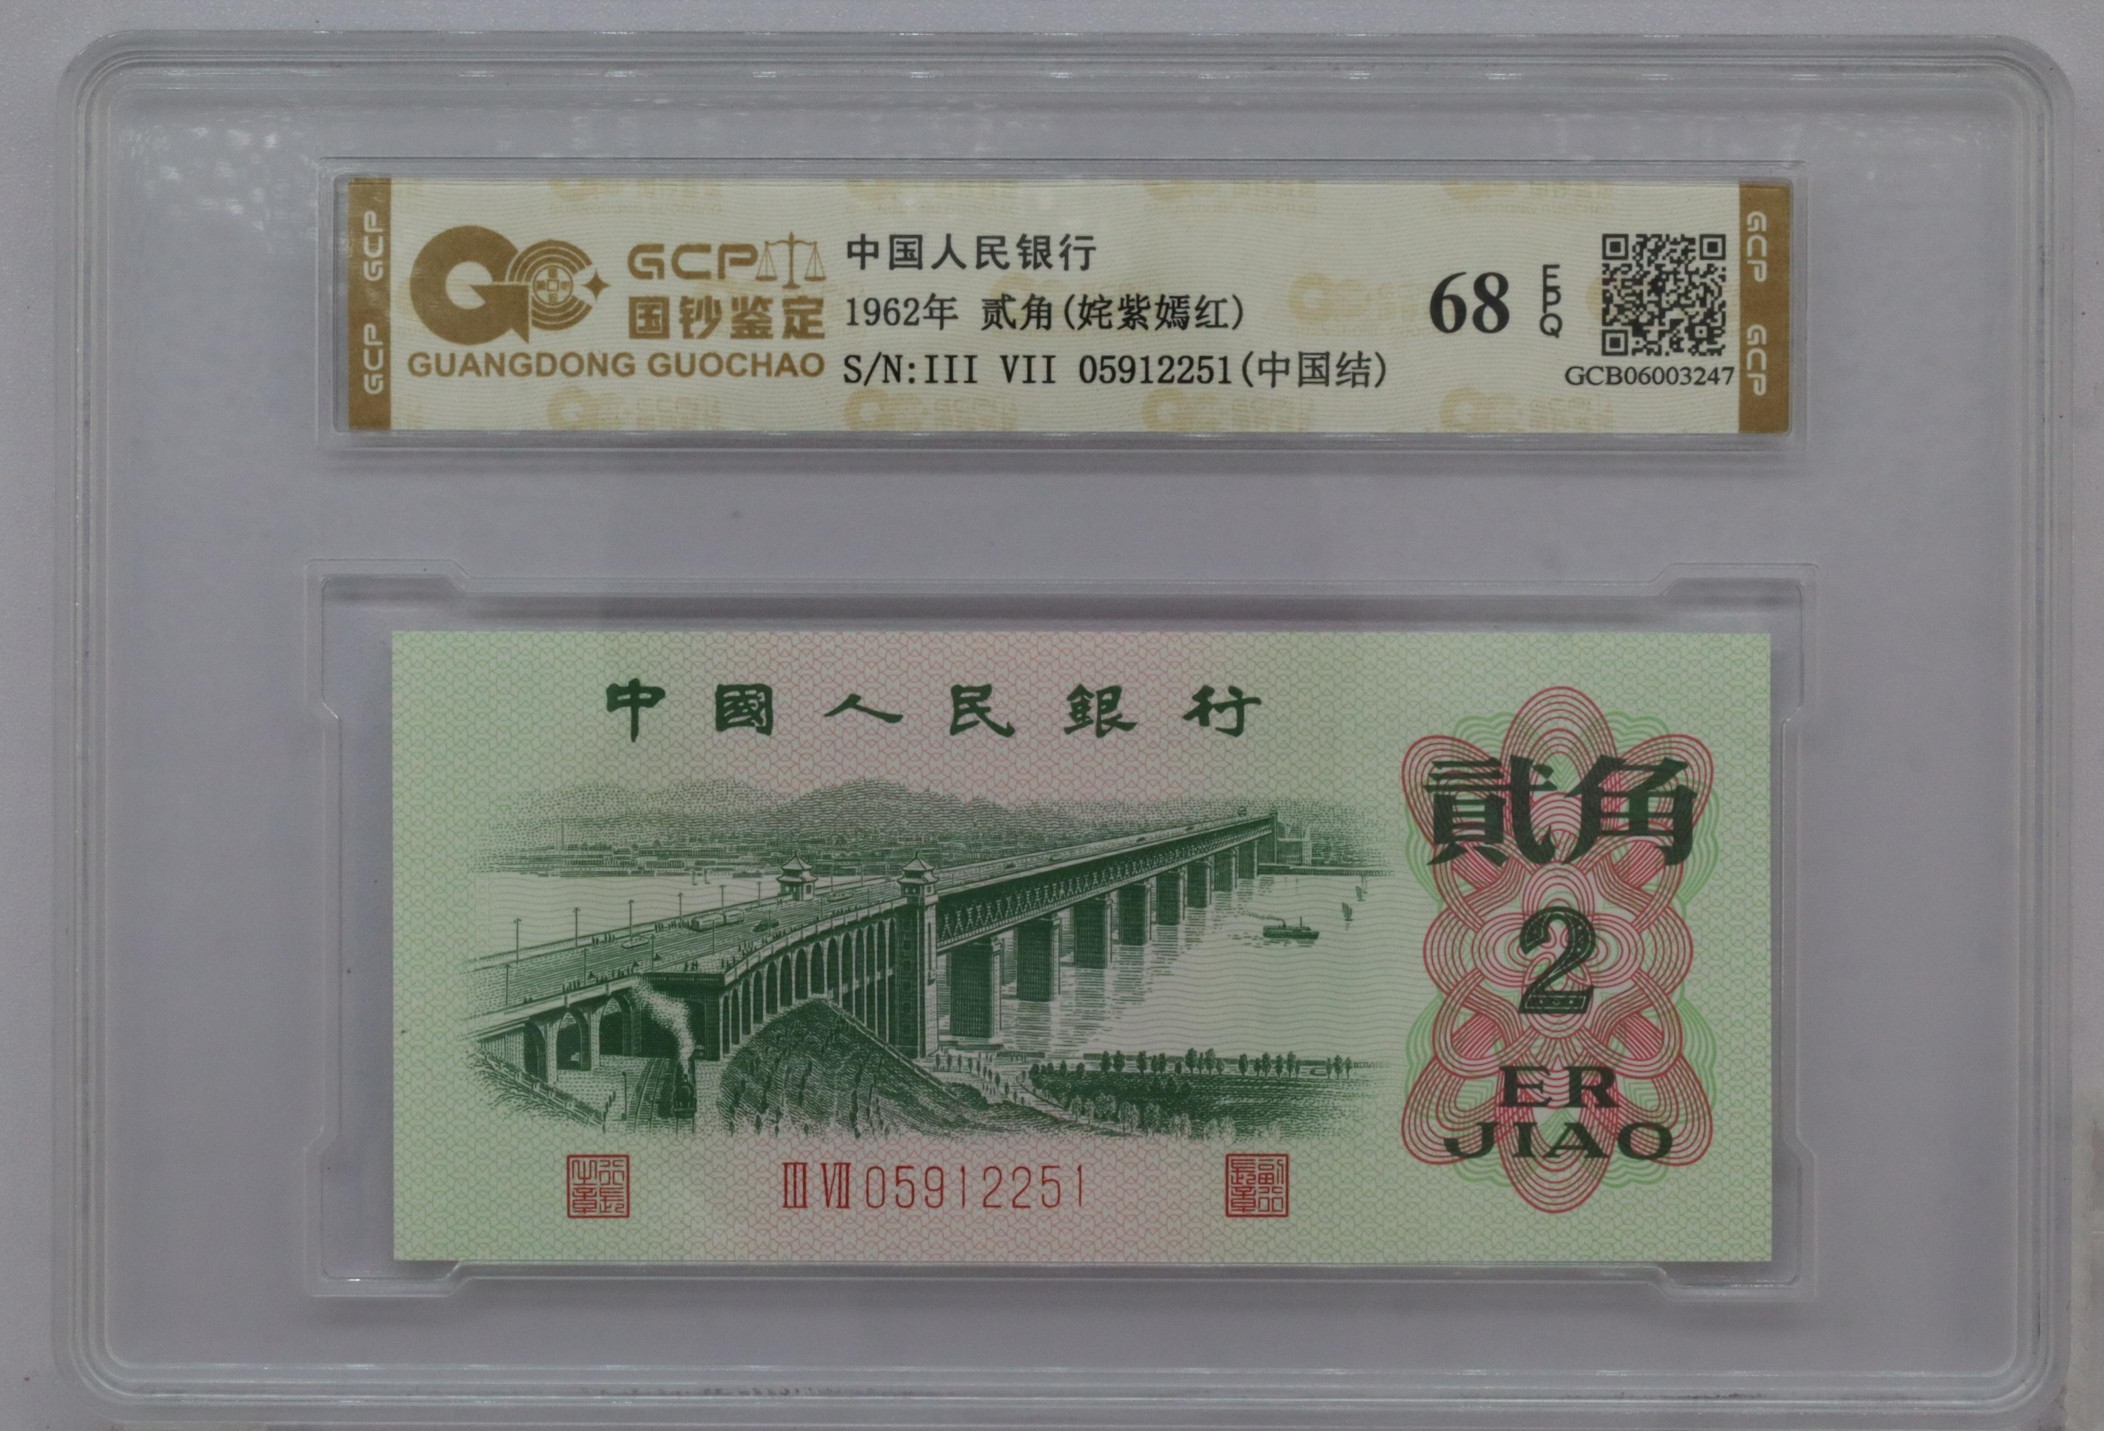 GCP GCP
GCP
国钞鉴定
GUANGDONG GUOCHAO
中国人民银行
1962年 贰角(姹紫嫣红)
S/N:III VII 05912251(中国结)
68 EPQ
GCB06003247
GCP GCP
中國人民銀行
貳角
2
ER
JIAO
III VII 05912251